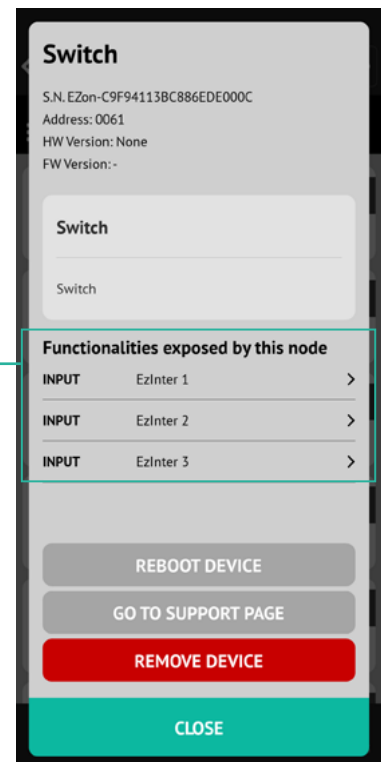 Switch
S.N. EZon-C9F94113BC886EDE000C
Address: 0061
HW Version: None
FW Version: -
Switch
Switch
Functionalities exposed by this node
INPUT EzInter 1
INPUT EzInter 2
INPUT EzInter 3
REBOOT DEVICE
GO TO SUPPORT PAGE
REMOVE DEVICE
CLOSE